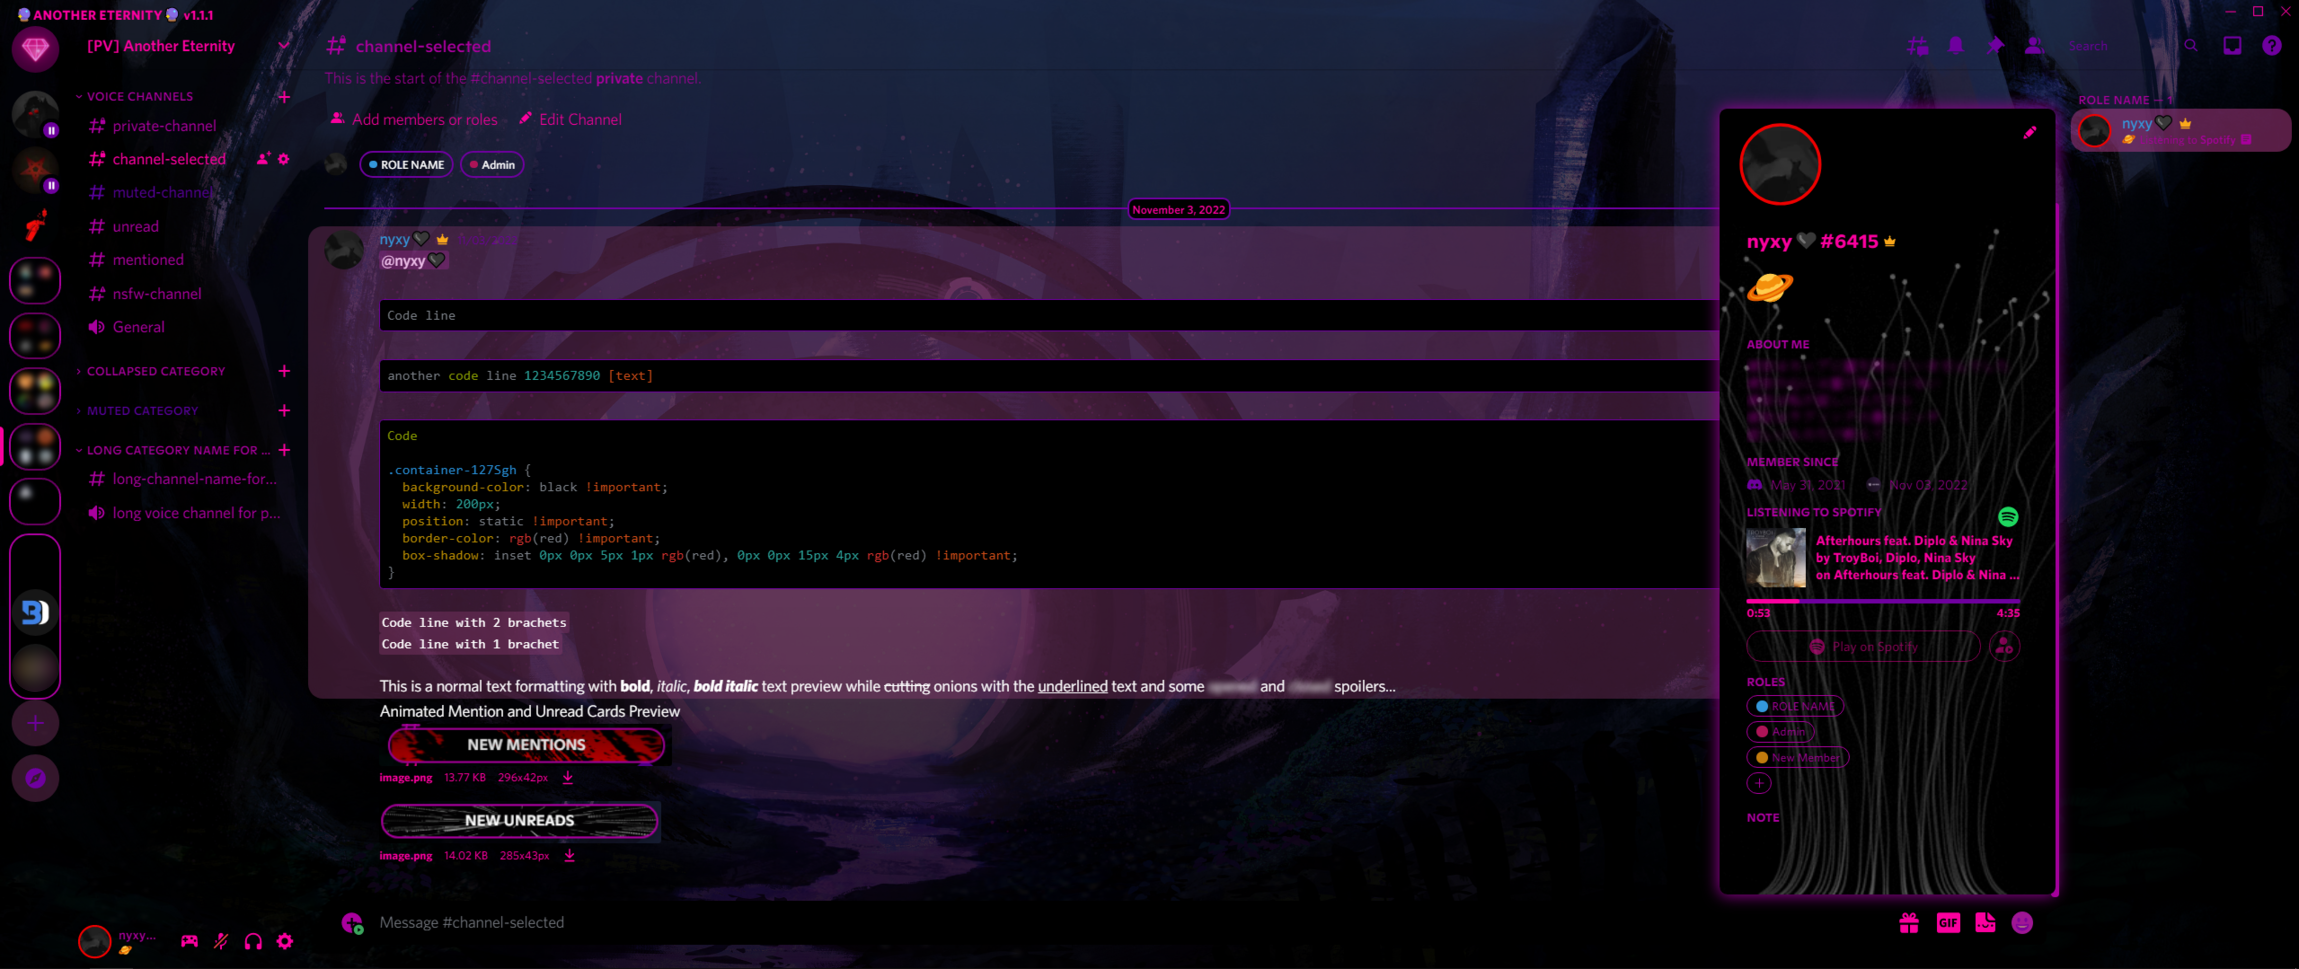 ANOTHER ETERNITY v1.1.1
[PV] Another Eternity
VOICE CHANNELS
private-channel
channel-selected
muted-channel
unread
mentioned
nsfw-channel
General
COLLAPSED CATEGORY
MUTED CATEGORY
LONG CATEGORY NAME FOR ...
long-channel-name-for...
long voice channel for p...
nyxy...
channel-selected
Search
This is the start of the #channel-selected private channel.
Add members or roles
Edit Channel
ROLE NAME
Admin
November 3, 2022
nyxy
@nyxy
Code line
another code line 1234567890 [text]
Code
.container-127Sgh {
background-color: black !important;
width: 200px;
position: static !important;
border-color: rgb(red) !important;
box-shadow: inset 0px 0px 5px 1px rgb(red), 0px 0px 15px 4px rgb(red) !important;
}
Code line with 2 brachets
Code line with 1 brachet
This is a normal text formatting with bold, italic, bold italic text preview while cutting onions with the underlined text and some and spoilers...
Animated Mention and Unread Cards Preview
NEW MENTIONS
image.png 13.77 KB 296x42px
NEW UNREADS
image.png 14.02 KB 285x43px
Message #channel-selected
GIF
nyxy #6415
ABOUT ME
MEMBER SINCE
May 31, 2021 Nov 03, 2022
LISTENING TO SPOTIFY
Afterhours feat. Diplo & Nina Sky
by TroyBoi, Diplo, Nina Sky
on Afterhours feat. Diplo & Nina ...
0:53 4:35
Play on Spotify
ROLES
ROLE NAME
Admin
New Member
NOTE
ROLE NAME — 1
nyxy
Listening to Spotify